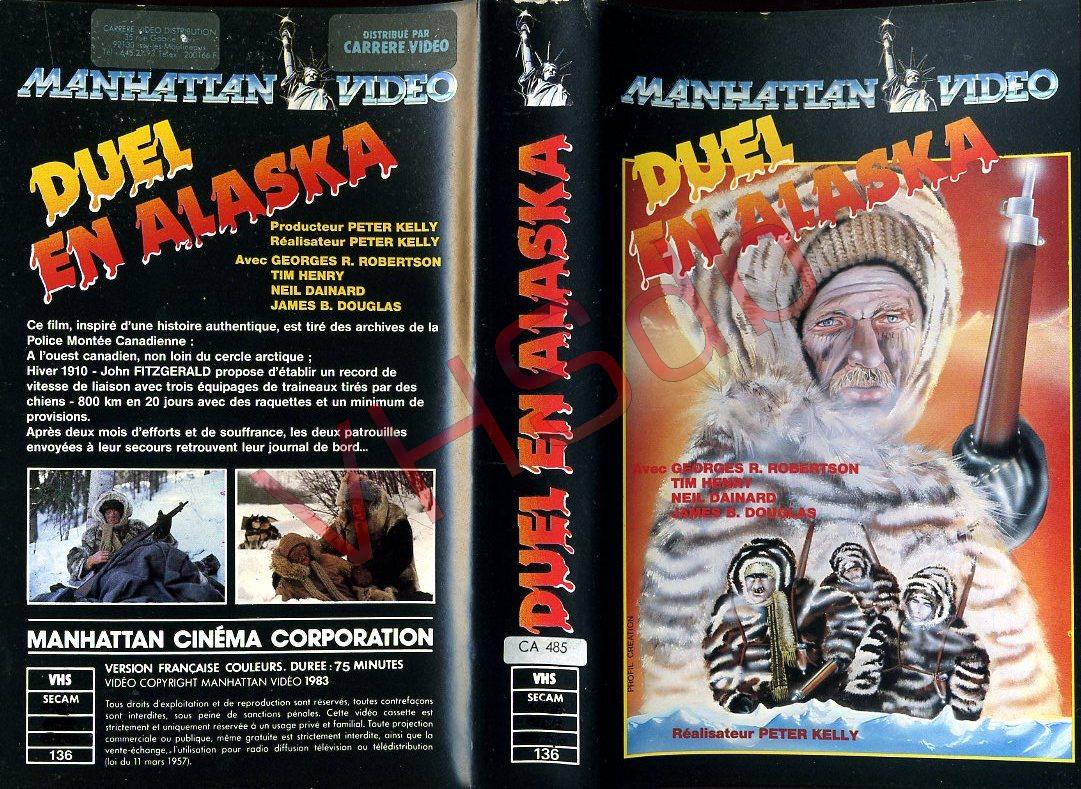 CARRERE VIDEO DISTRIBUTION
DISTRIBUÉ PAR
CARRERE VIDEO
MANHATTAN VIDEO
DUEL
EN ALASKA
Producteur PETER KELLY
Réalisateur PETER KELLY
Avec GEORGES R. ROBERTSON
TIM HENRY
NEIL DAINARD
JAMES B. DOUGLAS
Ce film, inspiré d'une histoire authentique, est tiré des archives de la
Police Montée Canadienne :
A l'ouest canadien, non loin du cercle arctique ;
Hiver 1910 - John FITZGERALD propose d'établir un record de
vitesse de liaison avec trois équipages de traineaux tirés par des
chiens - 800 km en 20 jours avec des raquettes et un minimum de
provisions.
Après deux mois d'efforts et de souffrance, les deux patrouilles
envoyées à leur secours retrouvent leur journal de bord...
MANHATTAN CINÉMA CORPORATION
VHS
SECAM
136
VERSION FRANÇAISE COULEURS. DUREE : 75 MINUTES
VIDÉO COPYRIGHT MANHATTAN VIDÉO 1983
Tous droits d'exploitation et de reproduction sont réservés, toutes contrefaçons
sont interdites, sous peine de sanctions pénales. Cette vidéo cassette est
strictement et uniquement réservée à un usage privé et familial. Toute projection
commerciale ou publique, même gratuite est strictement interdite, ainsi que la
vente-échange, l'utilisation pour radio diffusion télévision ou télédistribution
(loi du 11 mars 1957).
DUEL EN ALASKA
CA 485
VHS
SECAM
136
MANHATTAN VIDEO
DUEL
EN ALASKA
Avec GEORGES R. ROBERTSON
TIM HENRY
NEIL DAINARD
JAMES B. DOUGLAS
PROFIL CREATION
Réalisateur PETER KELLY